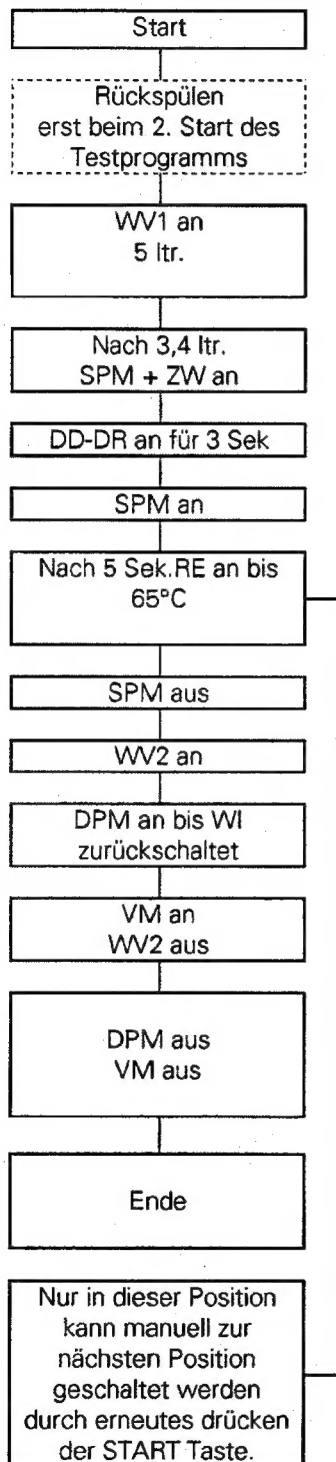 Start
Rückspülen
erst beim 2. Start des
Testprogramms
WV1 an
5 ltr.
Nach 3,4 ltr.
SPM + ZW an
DD-DR an für 3 Sek
SPM an
Nach 5 Sek.RE an bis
65°C
SPM aus
WV2 an
DPM an bis WI
zurückschaltet
VM an
WV2 aus
DPM aus
VM aus
Ende
Nur in dieser Position
kann manuell zur
nächsten Position
geschaltet werden
durch erneutes drücken
der START Taste.